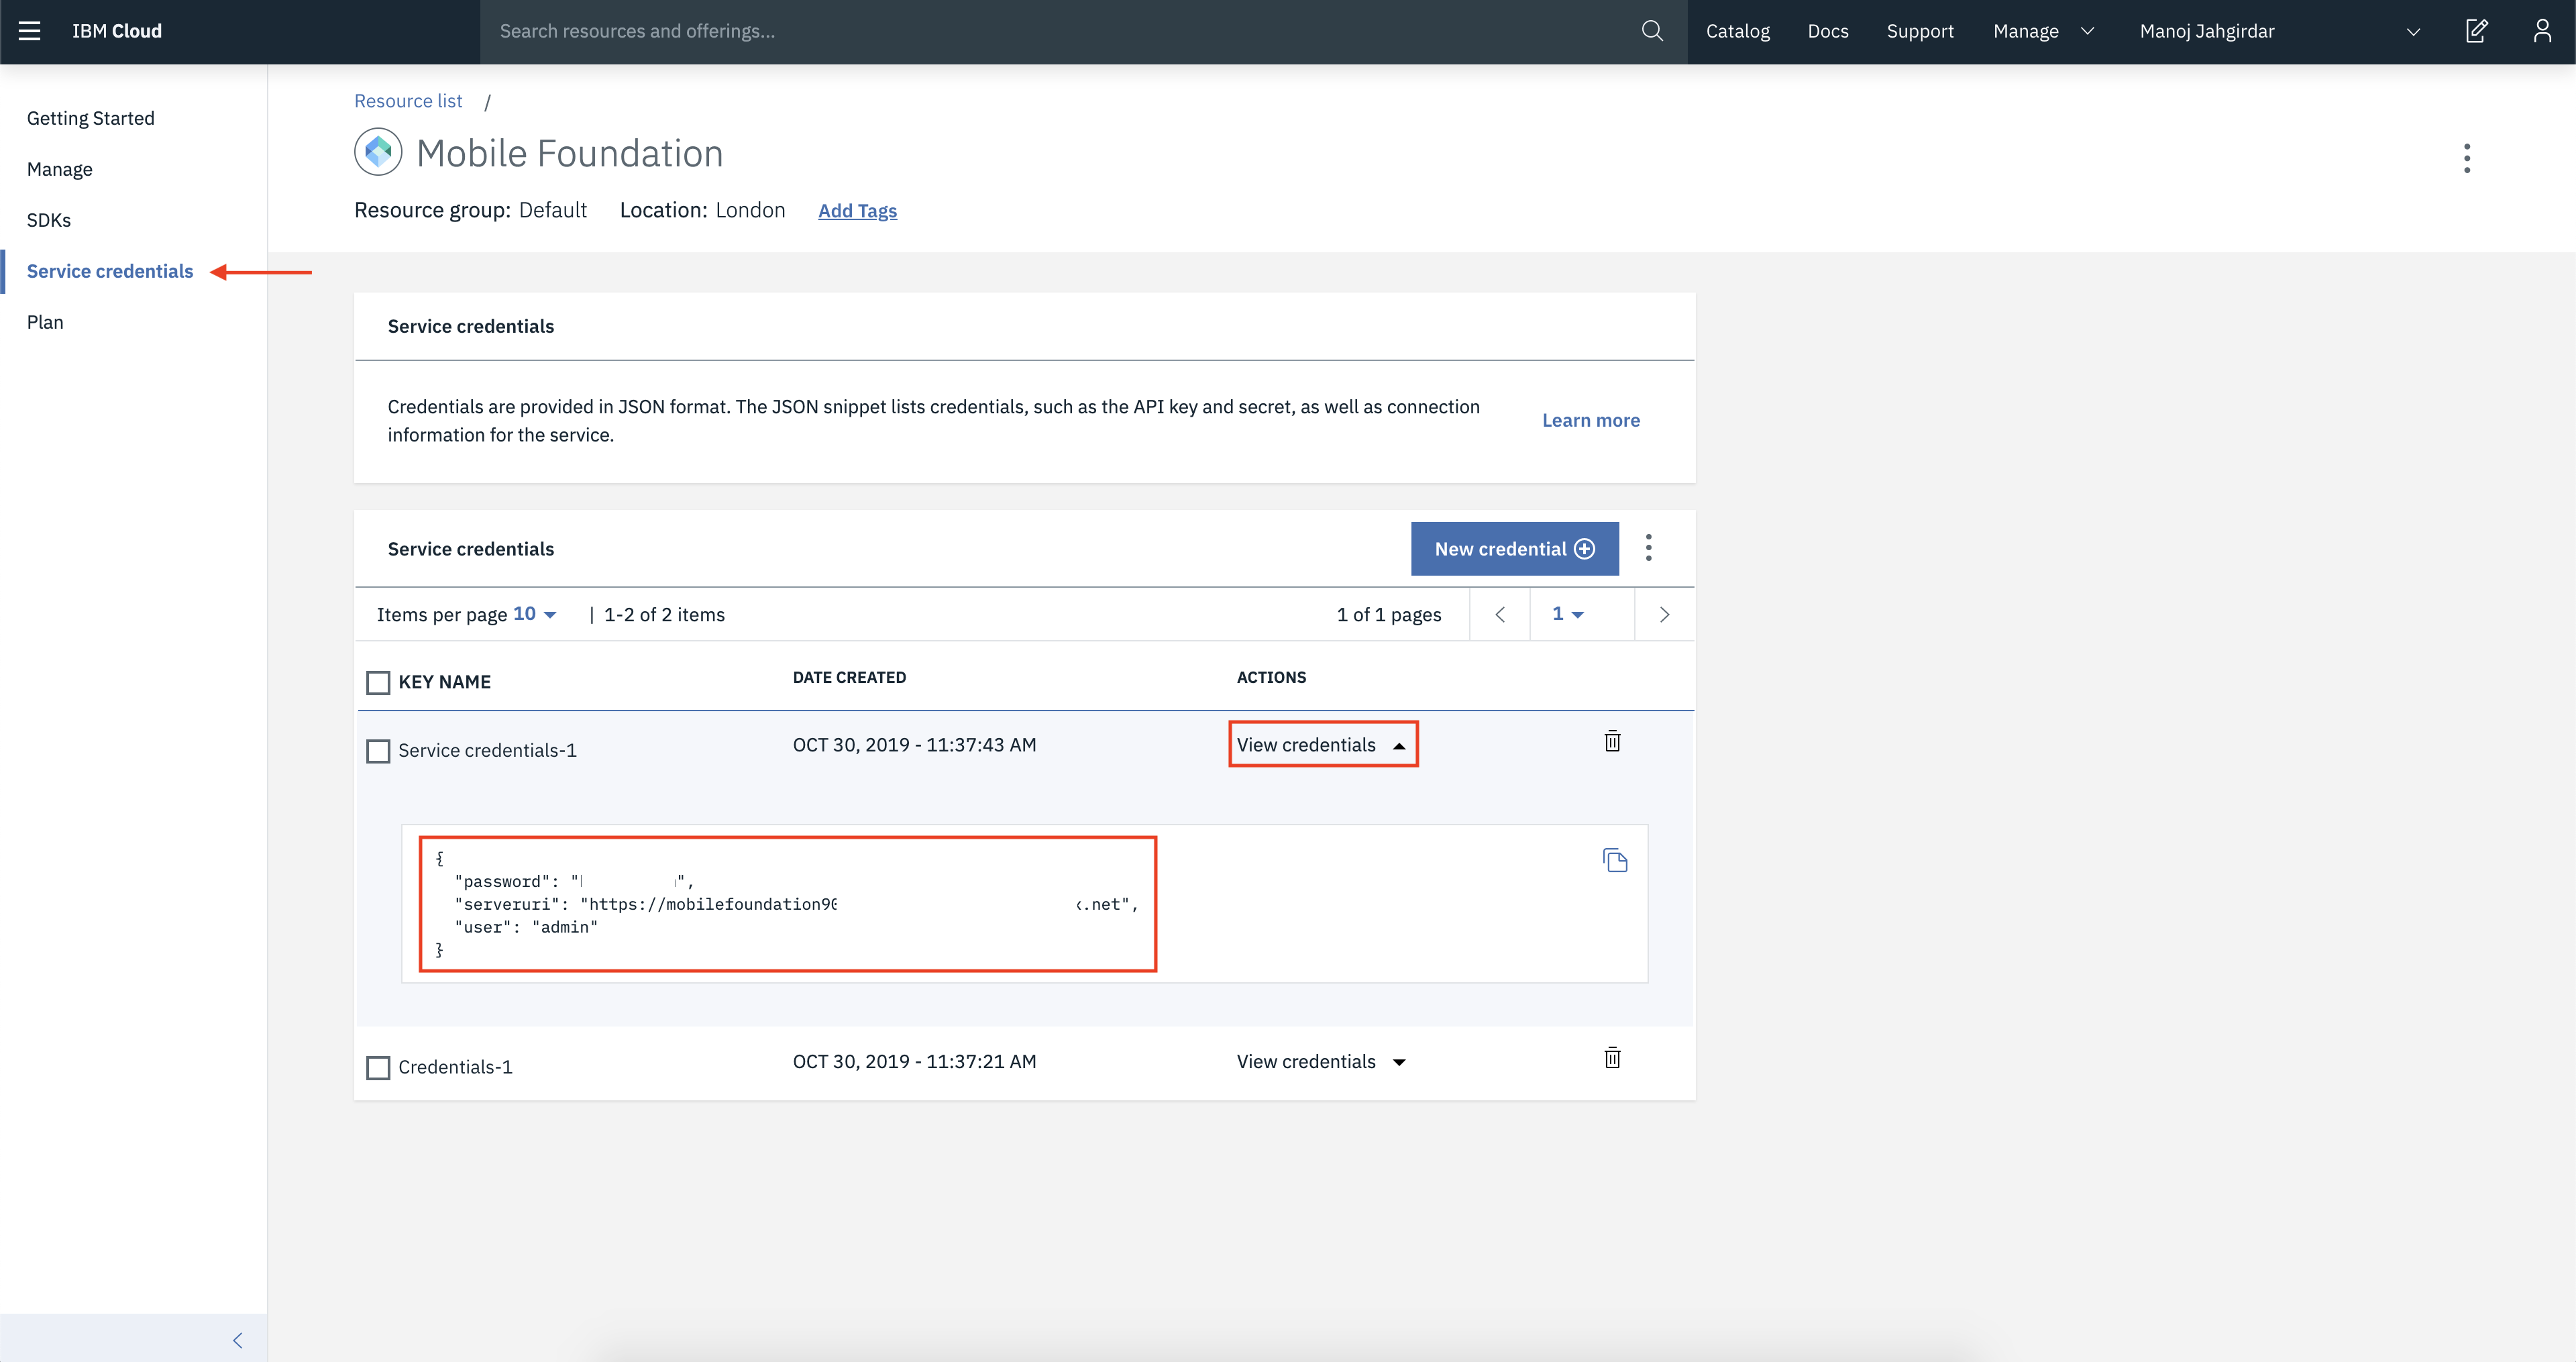 IBM Cloud
Search resources and offerings...
Catalog
Docs
Support
Manage
Manoj Jahgirdar
Getting Started
Manage
SDKs
Service credentials
Plan
Resource list /
Mobile Foundation
Resource group: Default Location: London Add Tags
Service credentials
Credentials are provided in JSON format. The JSON snippet lists credentials, such as the API key and secret, as well as connection
information for the service.
Learn more
Service credentials
New credential
Items per page 10 | 1-2 of 2 items
1 of 1 pages
1
KEY NAME DATE CREATED ACTIONS
Service credentials-1 OCT 30, 2019 - 11:37:43 AM View credentials
{
"password": " ",
"serveruri": "https://mobilefoundation90 .net",
"user": "admin"
}
Credentials-1 OCT 30, 2019 - 11:37:21 AM View credentials